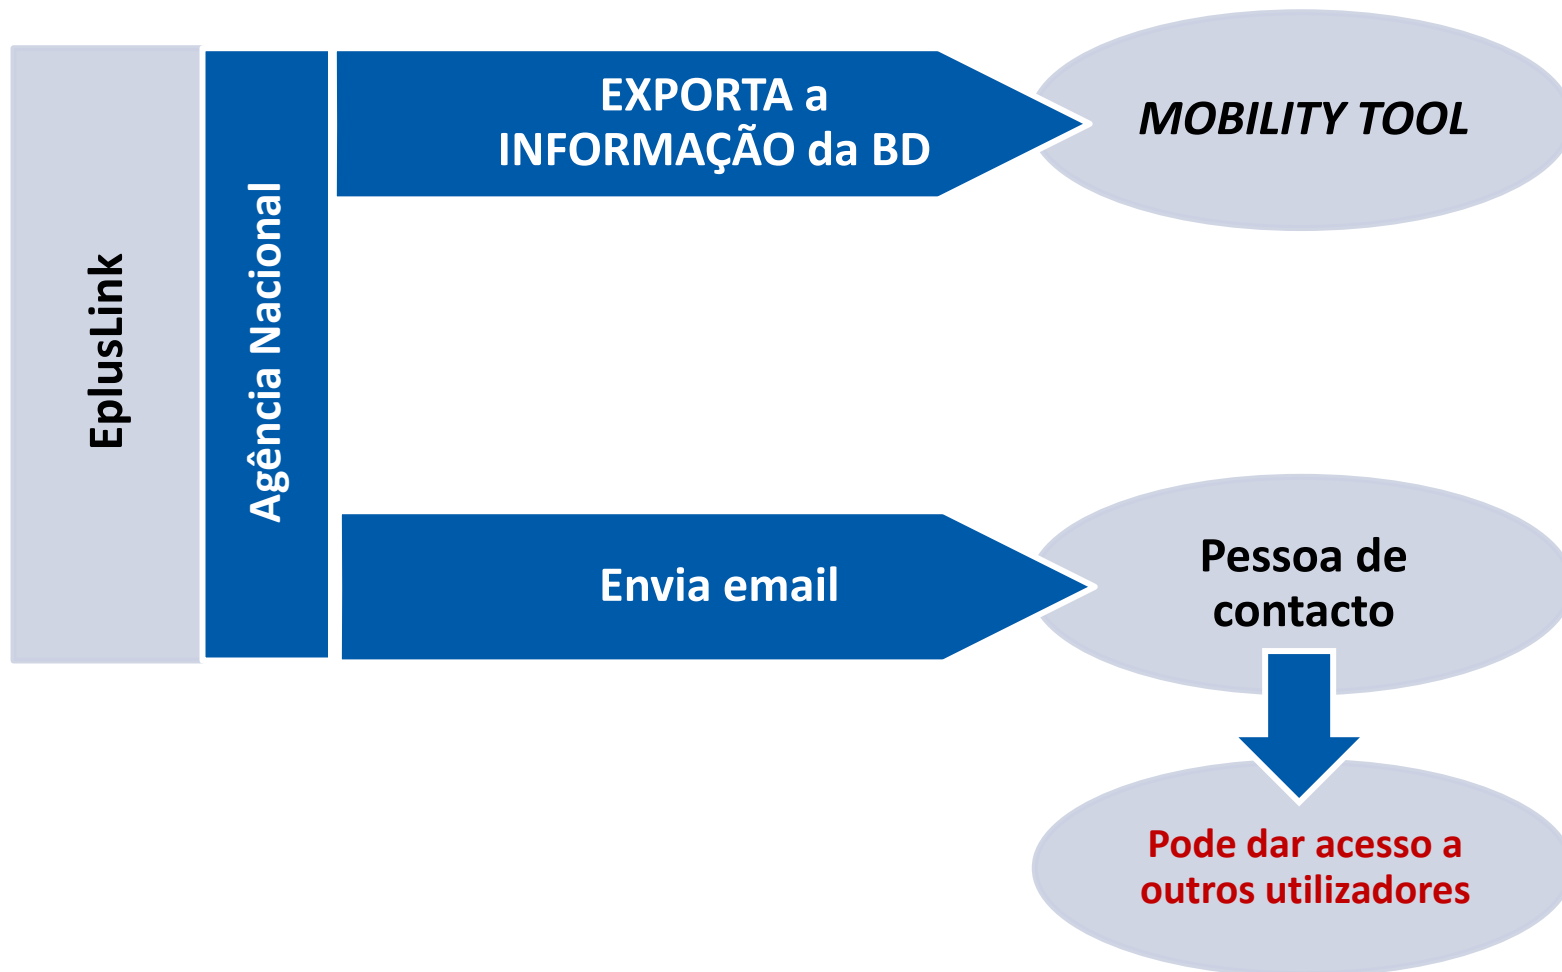 EplusLink
Agência Nacional
EXPORTA a
INFORMAÇÃO da BD
MOBILITY TOOL
Envia email
Pessoa de
contacto
Pode dar acesso a
outros utilizadores